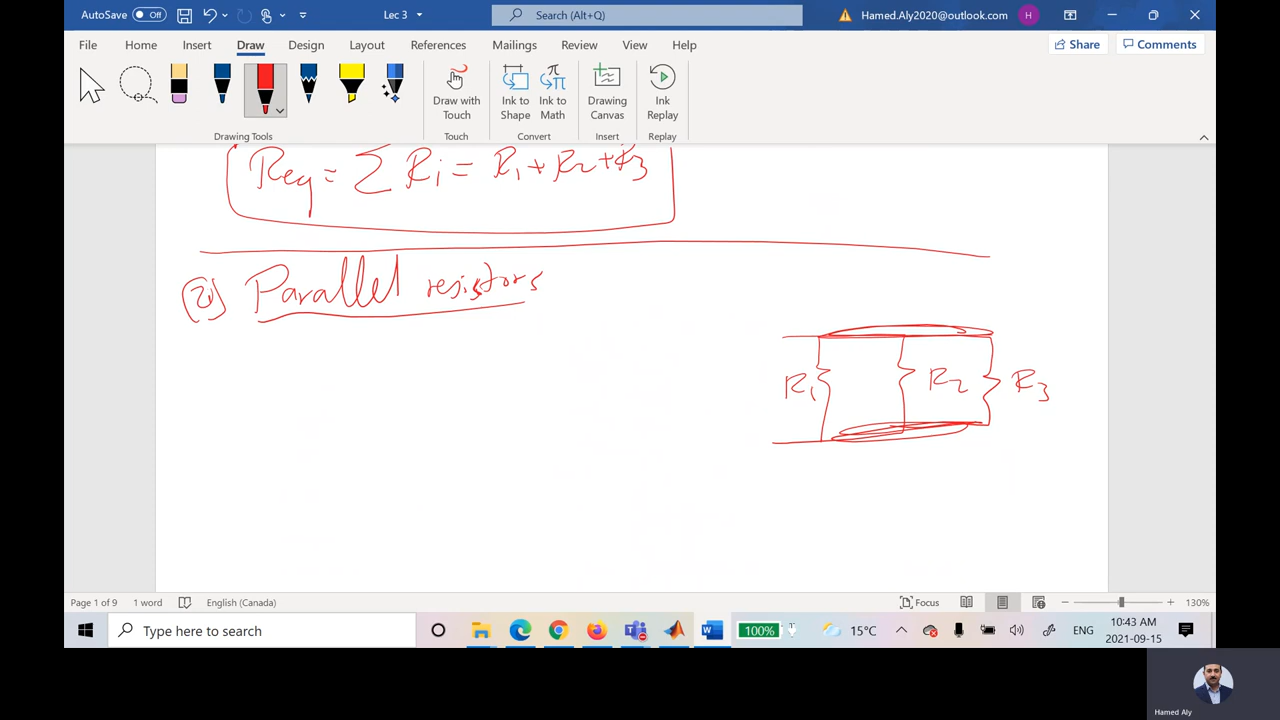 AutoSave Off Lec 3 Search (Alt+Q) Hamed.Aly2020@outlook.com H
File Home Insert Draw Design Layout References Mailings Review View Help Share Comments
Draw with Touch Ink to Shape Ink to Math Drawing Canvas Ink Replay
Drawing Tools Touch Convert Insert Replay
Req = ∑ Ri = R1 + R2 + R3
(2) Parallel resistors
R1 R2 R3
Page 1 of 9 1 word English (Canada) Focus 130%
Type here to search 100% 15°C ENG 10:43 AM
2021-09-15
Hamed Aly